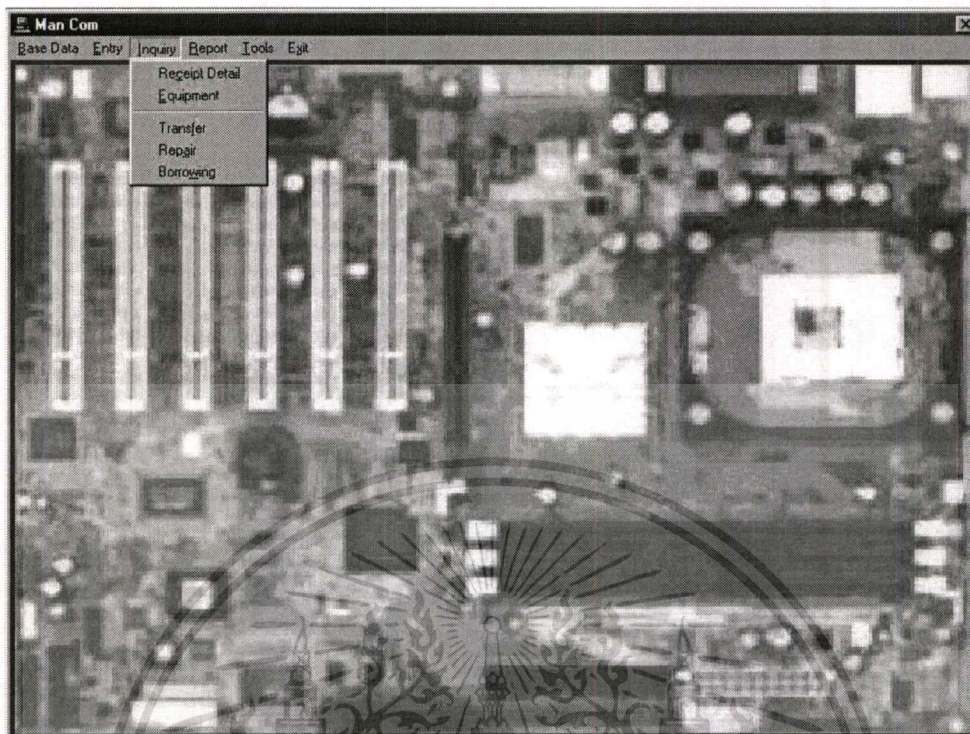 Man Com
Base Data Entry Inquiry Report Tools Exit
Receipt Detail
Equipment
Transfer
Repair
Borrowing